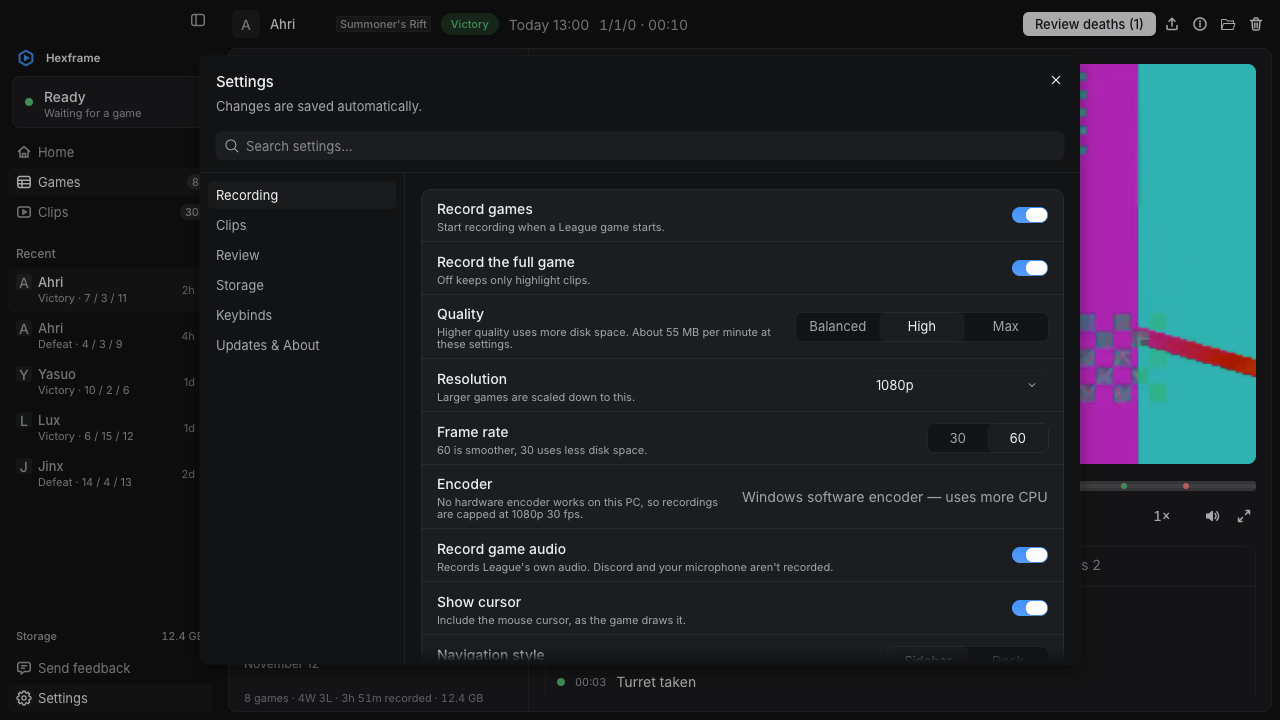 A
Ahri
Summoner's Rift
Victory
Today 13:00
1/1/0 · 00:10
Review deaths (1)
Hexframe
Ready
Waiting for a game
Home
Games
8
Clips
30
Recent
A
Ahri
Victory · 7 / 3 / 11
2h
A
Ahri
Defeat · 4 / 3 / 9
4h
Y
Yasuo
Victory · 10 / 2 / 6
1d
L
Lux
Victory · 6 / 15 / 12
1d
J
Jinx
Defeat · 14 / 4 / 13
2d
Storage
12.4 GB
Send feedback
Settings
Settings
Changes are saved automatically.
Search settings...
Recording
Clips
Review
Storage
Keybinds
Updates & About
Record games
Start recording when a League game starts.
Record the full game
Off keeps only highlight clips.
Quality
Higher quality uses more disk space. About 55 MB per minute at
these settings.
Balanced
High
Max
Resolution
Larger games are scaled down to this.
1080p
Frame rate
60 is smoother, 30 uses less disk space.
30
60
Encoder
No hardware encoder works on this PC, so recordings
are capped at 1080p 30 fps.
Windows software encoder — uses more CPU
Record game audio
Records League's own audio. Discord and your microphone aren't recorded.
Show cursor
Include the mouse cursor, as the game draws it.
Navigation style
Sidebar
Dock
1×
s 2
November 12
8 games · 4W 3L · 3h 51m recorded · 12.4 GB
00:03
Turret taken